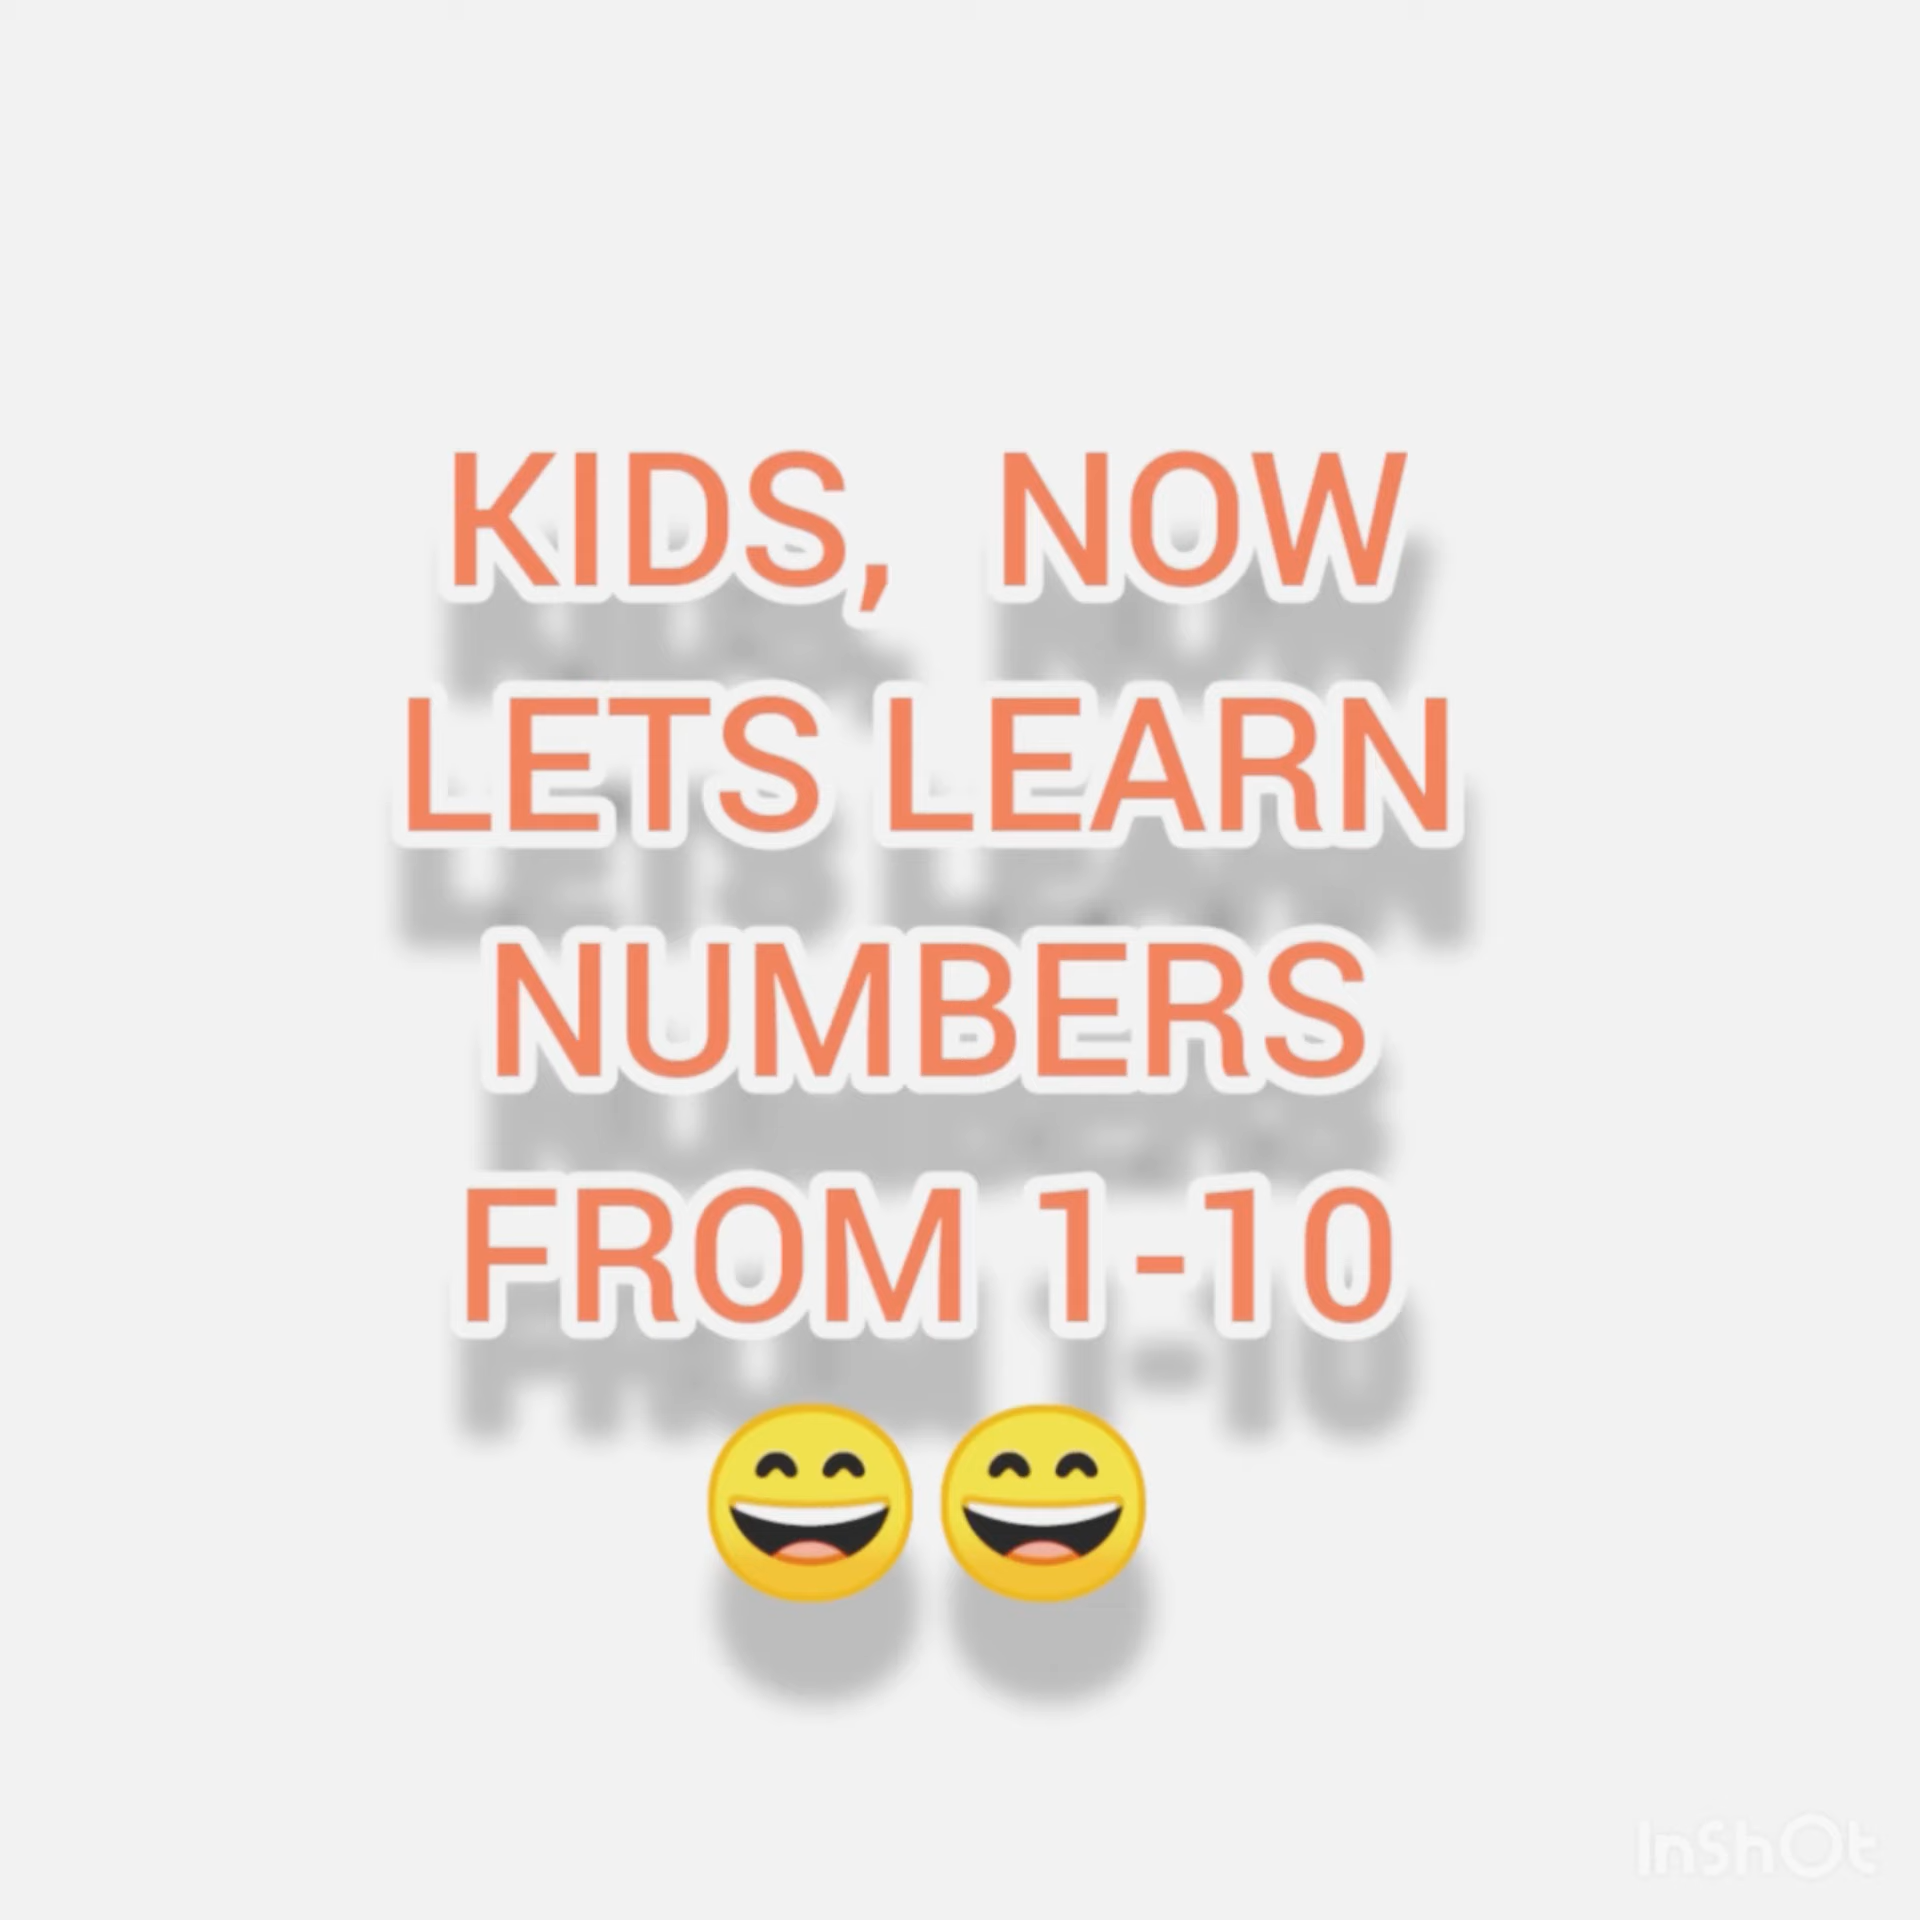 KIDS, NOW
LETS LEARN
NUMBERS
FROM 1-10
😄😄
InShOt